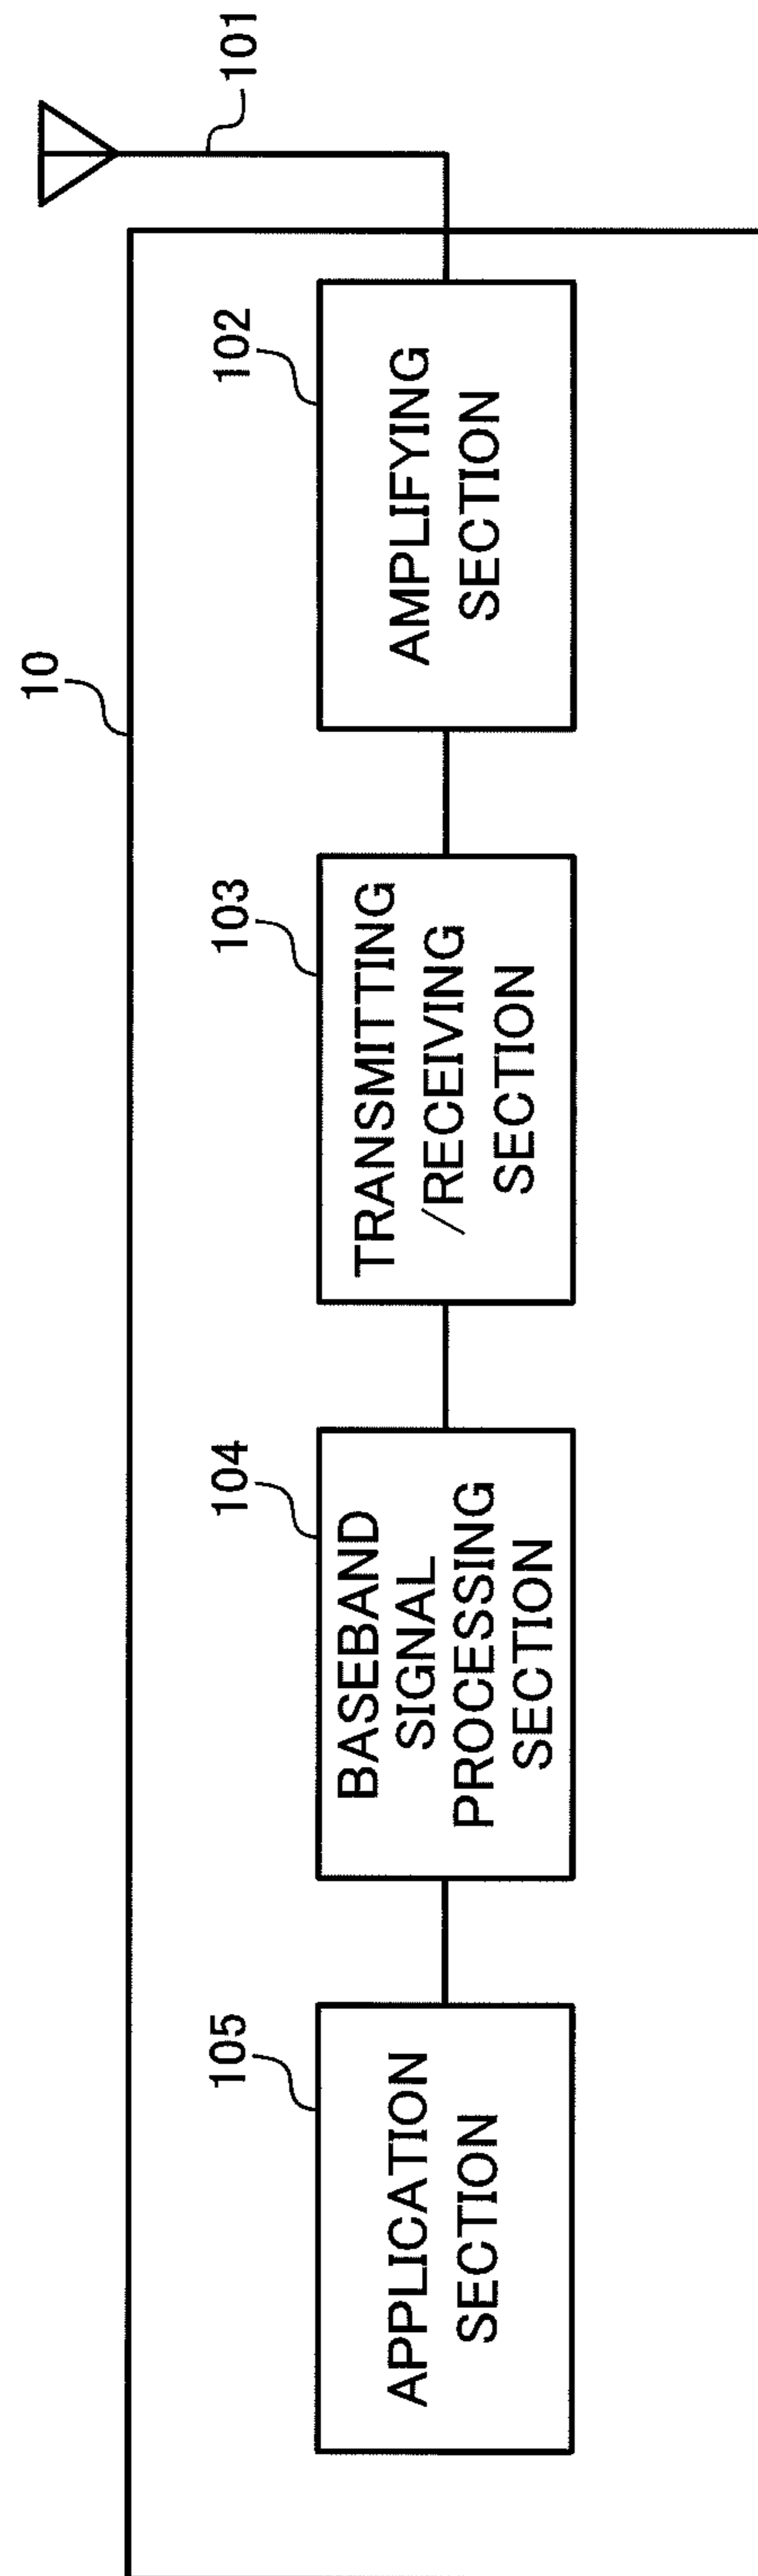 10
101
105
APPLICATION
SECTION
104
BASEBAND
SIGNAL
PROCESSING
SECTION
103
TRANSMITTING
/RECEIVING
SECTION
102
AMPLIFYING
SECTION